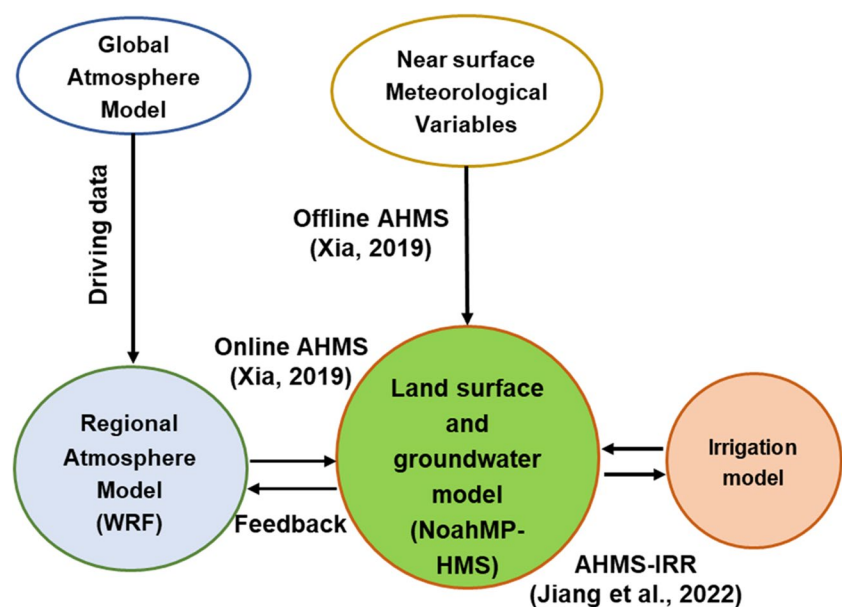 Global
Atmosphere
Model
Near surface
Meteorological
Variables
Driving data
Offline AHMS
(Xia, 2019)
Online AHMS
(Xia, 2019)
Regional
Atmosphere
Model
(WRF)
Feedback
Land surface
and
groundwater
model
(NoahMP-
HMS)
Irrigation
model
AHMS-IRR
(Jiang et al., 2022)